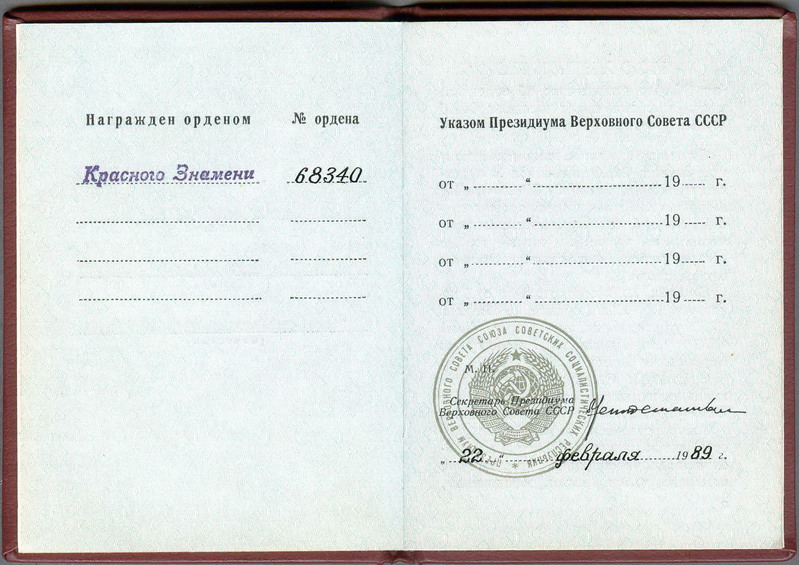 Награжден орденом № ордена
Красного Знамени 68340
Указом Президиума Верховного Совета СССР
от „ “ 19 г.
от „ “ 19 г.
от „ “ 19 г.
от „ “ 19 г.
ПРЕЗИДИУМ ВЕРХОВНОГО СОВЕТА СОЮЗА СОВЕТСКИХ СОЦИАЛИСТИЧЕСКИХ РЕСПУБЛИК
М. П.
Секретарь Президиума
Верховного Совета СССР
„ 22 “ февраля 1989 г.